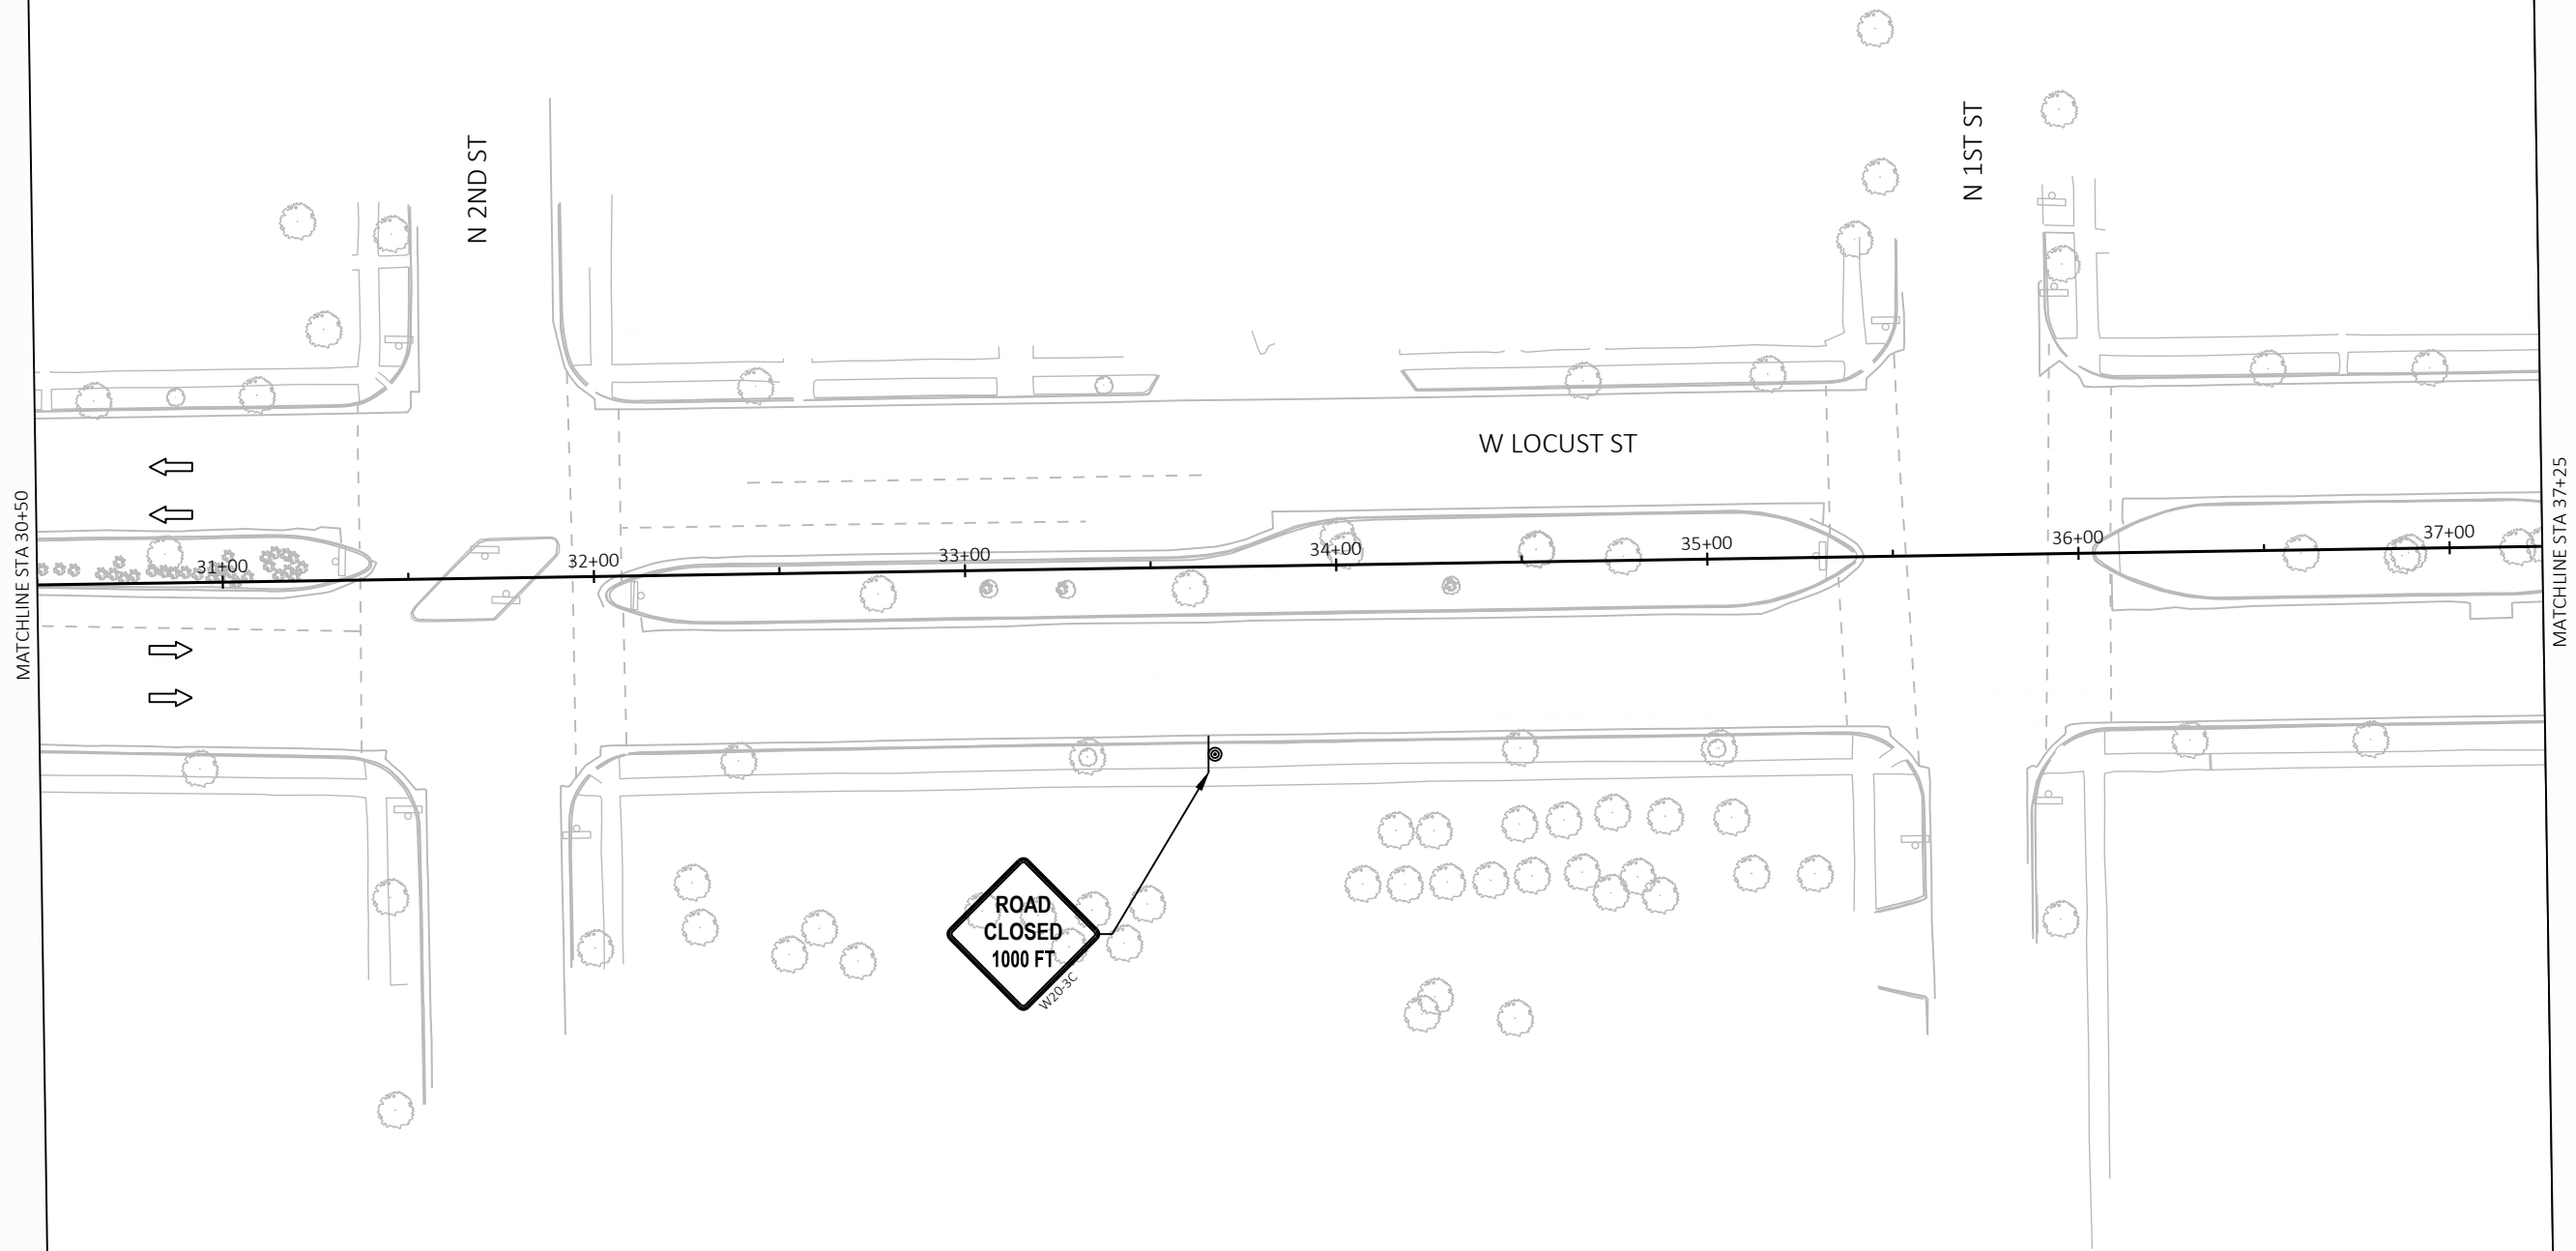 N 2ND ST
N 1ST ST
W LOCUST ST
MATCHLINE STA 30+50
MATCHLINE STA 37+25
31+00
32+00
33+00
34+00
35+00
36+00
37+00
ROAD
CLOSED
1000 FT
W20-3C